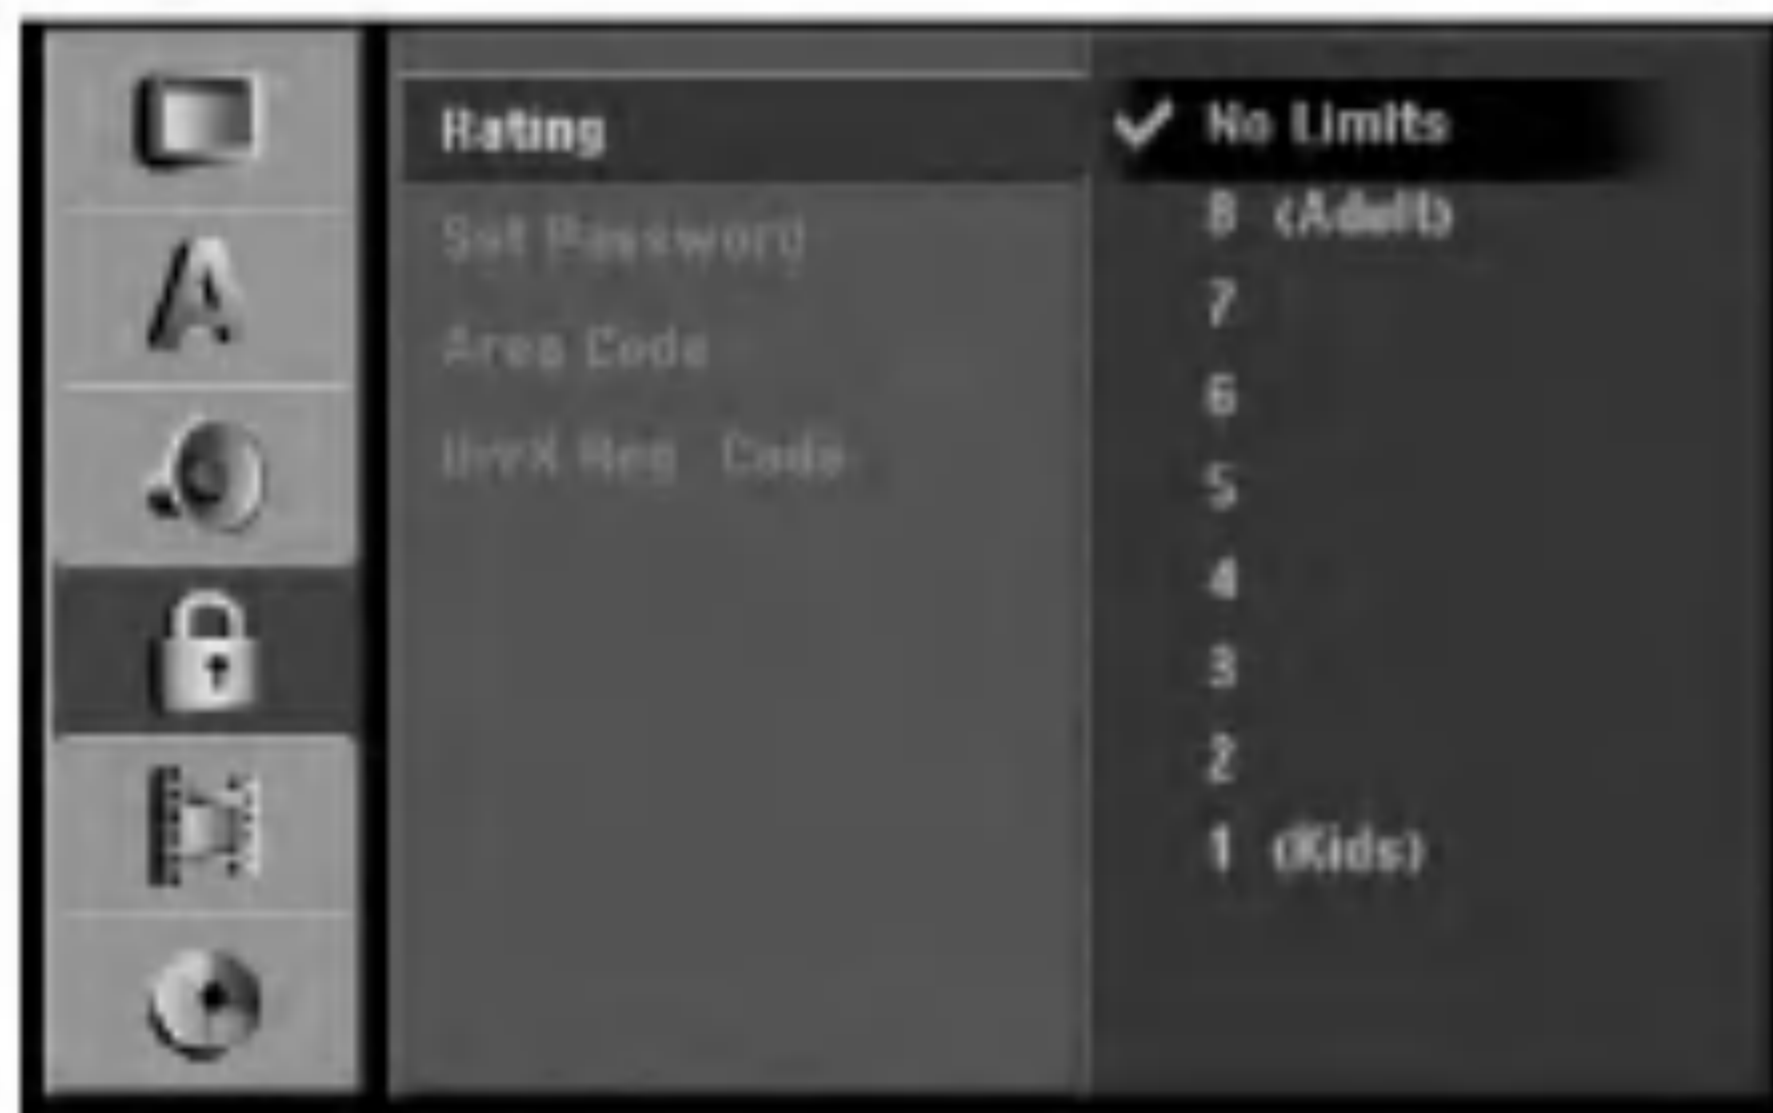 Rating
Set Password
Area Code
DivX Reg. Code
No Limits
8 (Adult)
7
6
5
4
3
2
1 (Kids)